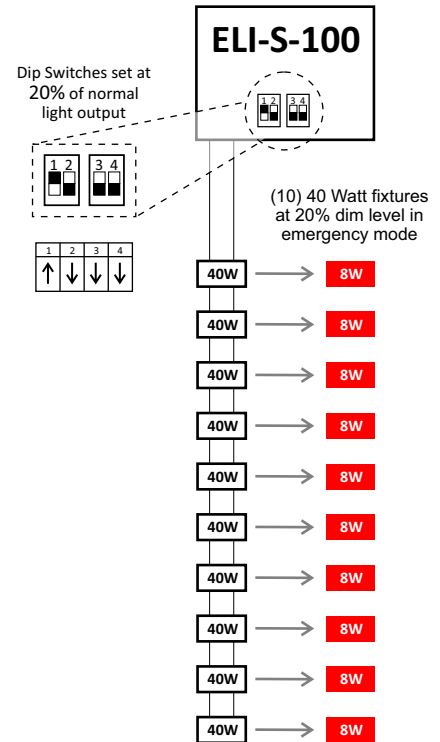 ELI-S-100
Dip Switches set at
20% of normal
light output
1 2 3 4
1 2 3 4
1 2 3 4
(10) 40 Watt fixtures
at 20% dim level in
emergency mode
40W 8W
40W 8W
40W 8W
40W 8W
40W 8W
40W 8W
40W 8W
40W 8W
40W 8W
40W 8W